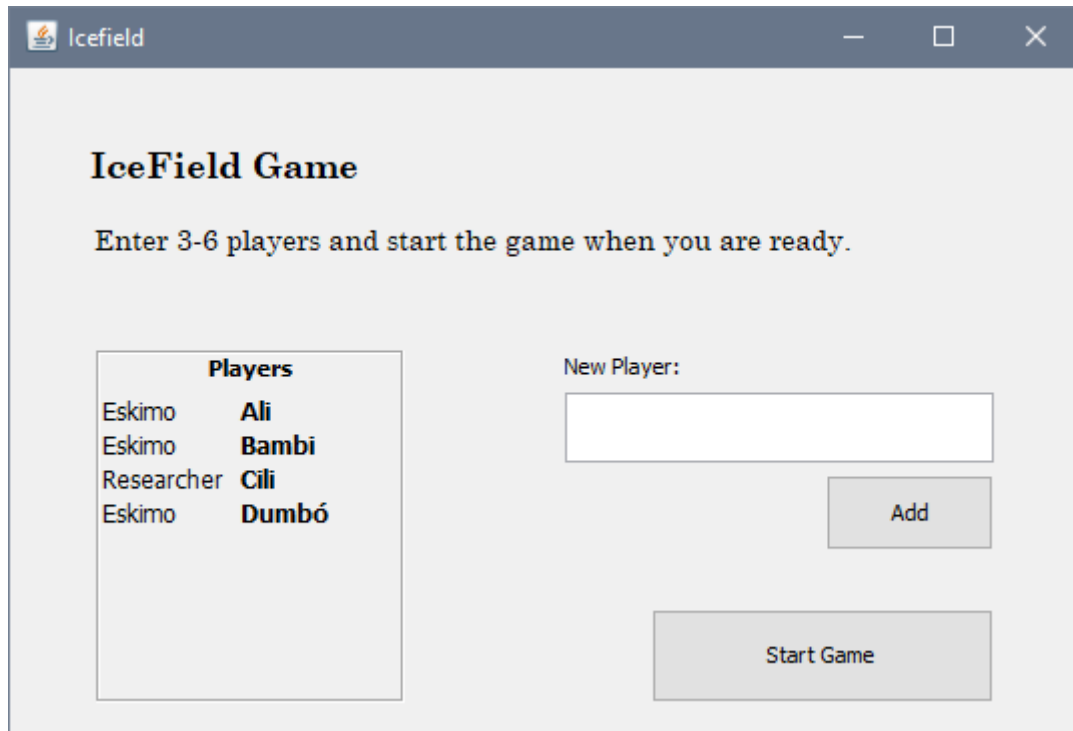 Icefield
IceField Game
Enter 3-6 players and start the game when you are ready.
Players
Eskimo Ali
Eskimo Bambi
Researcher Cili
Eskimo Dumbó
New Player:
Add
Start Game